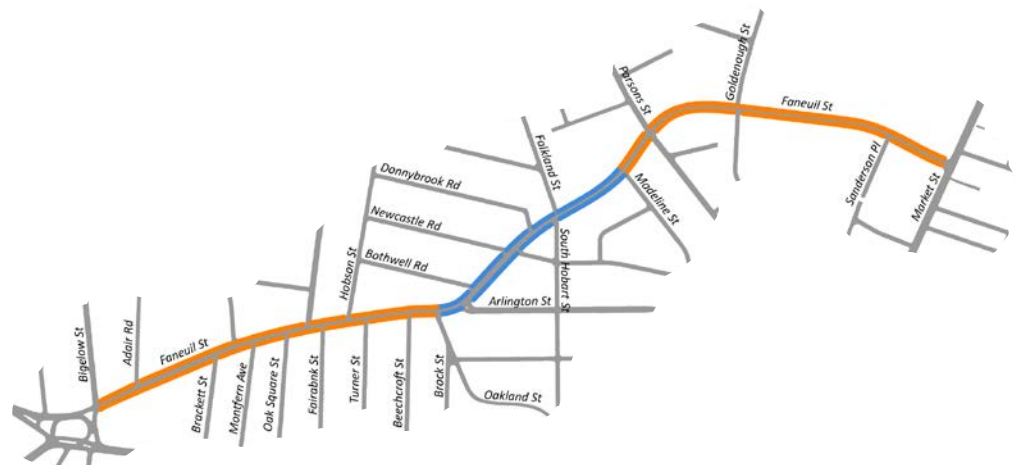 Goldenough St
Parsons St
Faneuil St
Sanderson Pl
Market St
Falkland St
Donnybrook Rd
Madeline St
Newcastle Rd
South Hobart St
Hobson St
Bothwell Rd
Arlington St
Bigelow St
Adair Rd
Faneuil St
Brackett St
Montfern Ave
Oak Square St
Fairabnk St
Turner St
Beechcroft St
Brock St
Oakland St